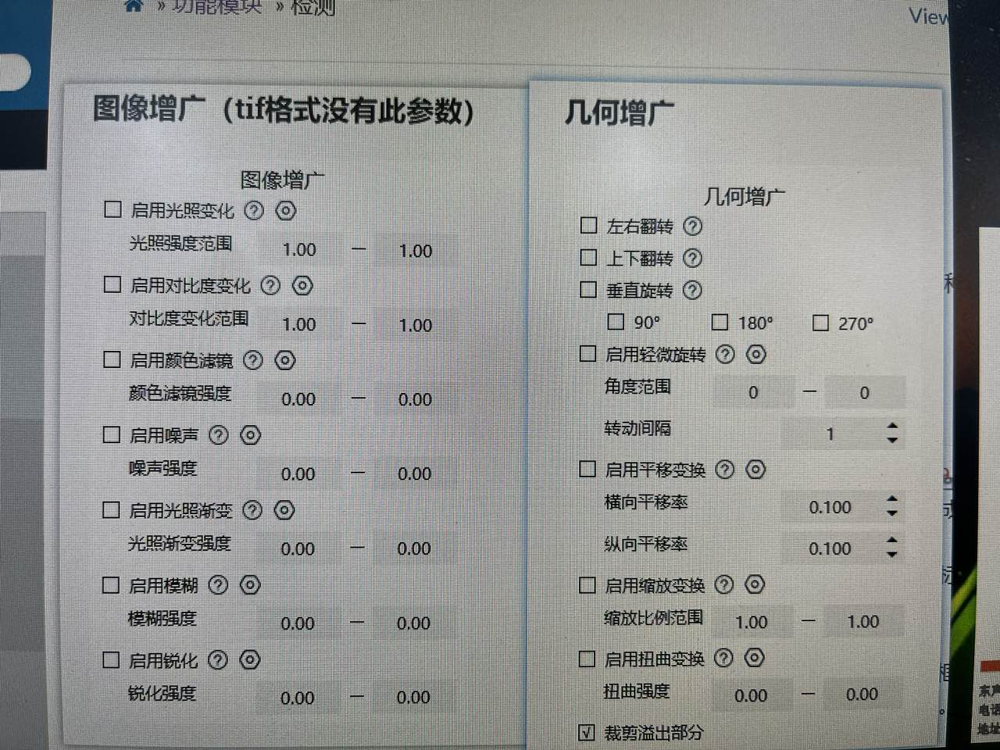 » 功能模块 » 检测
View
图像增广（tif格式没有此参数）
图像增广
启用光照变化
光照强度范围 1.00 — 1.00
启用对比度变化
对比度变化范围 1.00 — 1.00
启用颜色滤镜
颜色滤镜强度 0.00 — 0.00
启用噪声
噪声强度 0.00 — 0.00
启用光照渐变
光照渐变强度 0.00 — 0.00
启用模糊
模糊强度 0.00 — 0.00
启用锐化
锐化强度 0.00 — 0.00
几何增广
几何增广
左右翻转
上下翻转
垂直旋转
90° 180° 270°
启用轻微旋转
角度范围 0 — 0
转动间隔 1
启用平移变换
横向平移率 0.100
纵向平移率 0.100
启用缩放变换
缩放比例范围 1.00 — 1.00
启用扭曲变换
扭曲强度 0.00 — 0.00
裁剪溢出部分
电话
地址